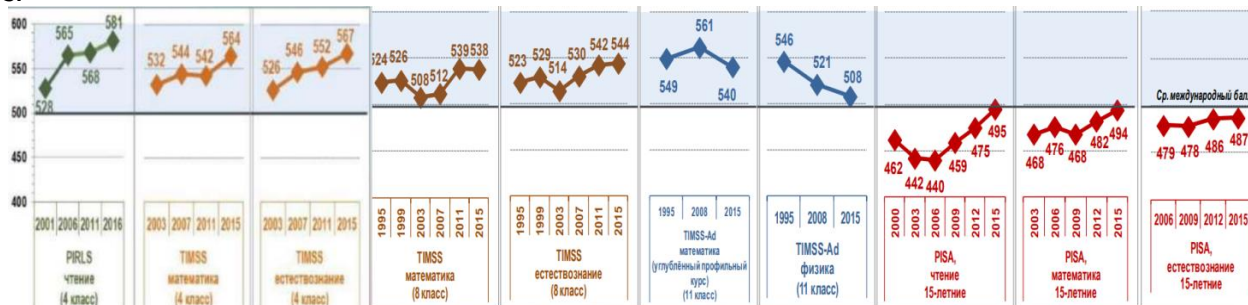 600
550
500
450
400
528
565
568
581
2001 2006 2011 2016
PIRLS
чтение
(4 класс)
532
544
542
564
2003 2007 2011 2015
TIMSS
математика
(4 класс)
526
546
552
567
2003 2007 2011 2015
TIMSS
естествознание
(4 класс)
524
526
508
512
539
538
1995 1999 2003 2007 2011 2015
TIMSS
математика
(8 класс)
523
529
514
530
542
544
1995 1999 2003 2007 2011 2015
TIMSS
естествознание
(8 класс)
549
561
540
1995 2008 2015
TIMSS-Ad
математика
(углублённый профильный
курс)
(11 класс)
546
521
508
1995 2008 2015
TIMSS-Ad
физика
(11 класс)
462
442
440
459
475
495
2000 2003 2006 2009 2012 2015
PISA,
чтение
15-летние
468
476
468
482
494
2003 2006 2009 2012 2015
PISA,
математика
15-летние
Ср. международный бал
479
478
486
487
2006 2009 2012 2015
PISA,
естествознание
15-летние